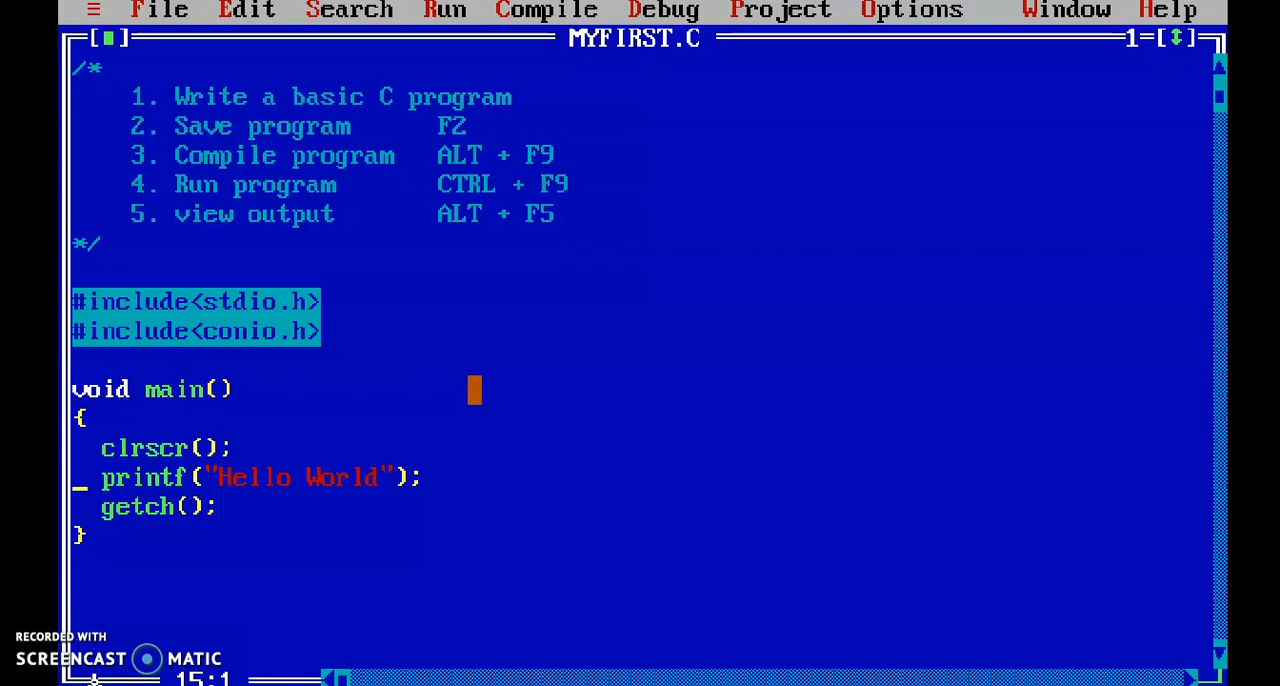 ≡ File Edit Search Run Compile Debug Project Options Window Help
[■] MYFIRST.C 1=[↕]
/*
1. Write a basic C program
2. Save program F2
3. Compile program ALT + F9
4. Run program CTRL + F9
5. view output ALT + F5
*/
#include<stdio.h>
#include<conio.h>
void main()
{
clrscr();
printf("Hello World");
getch();
}
RECORDED WITH
SCREENCAST MATIC
15:1